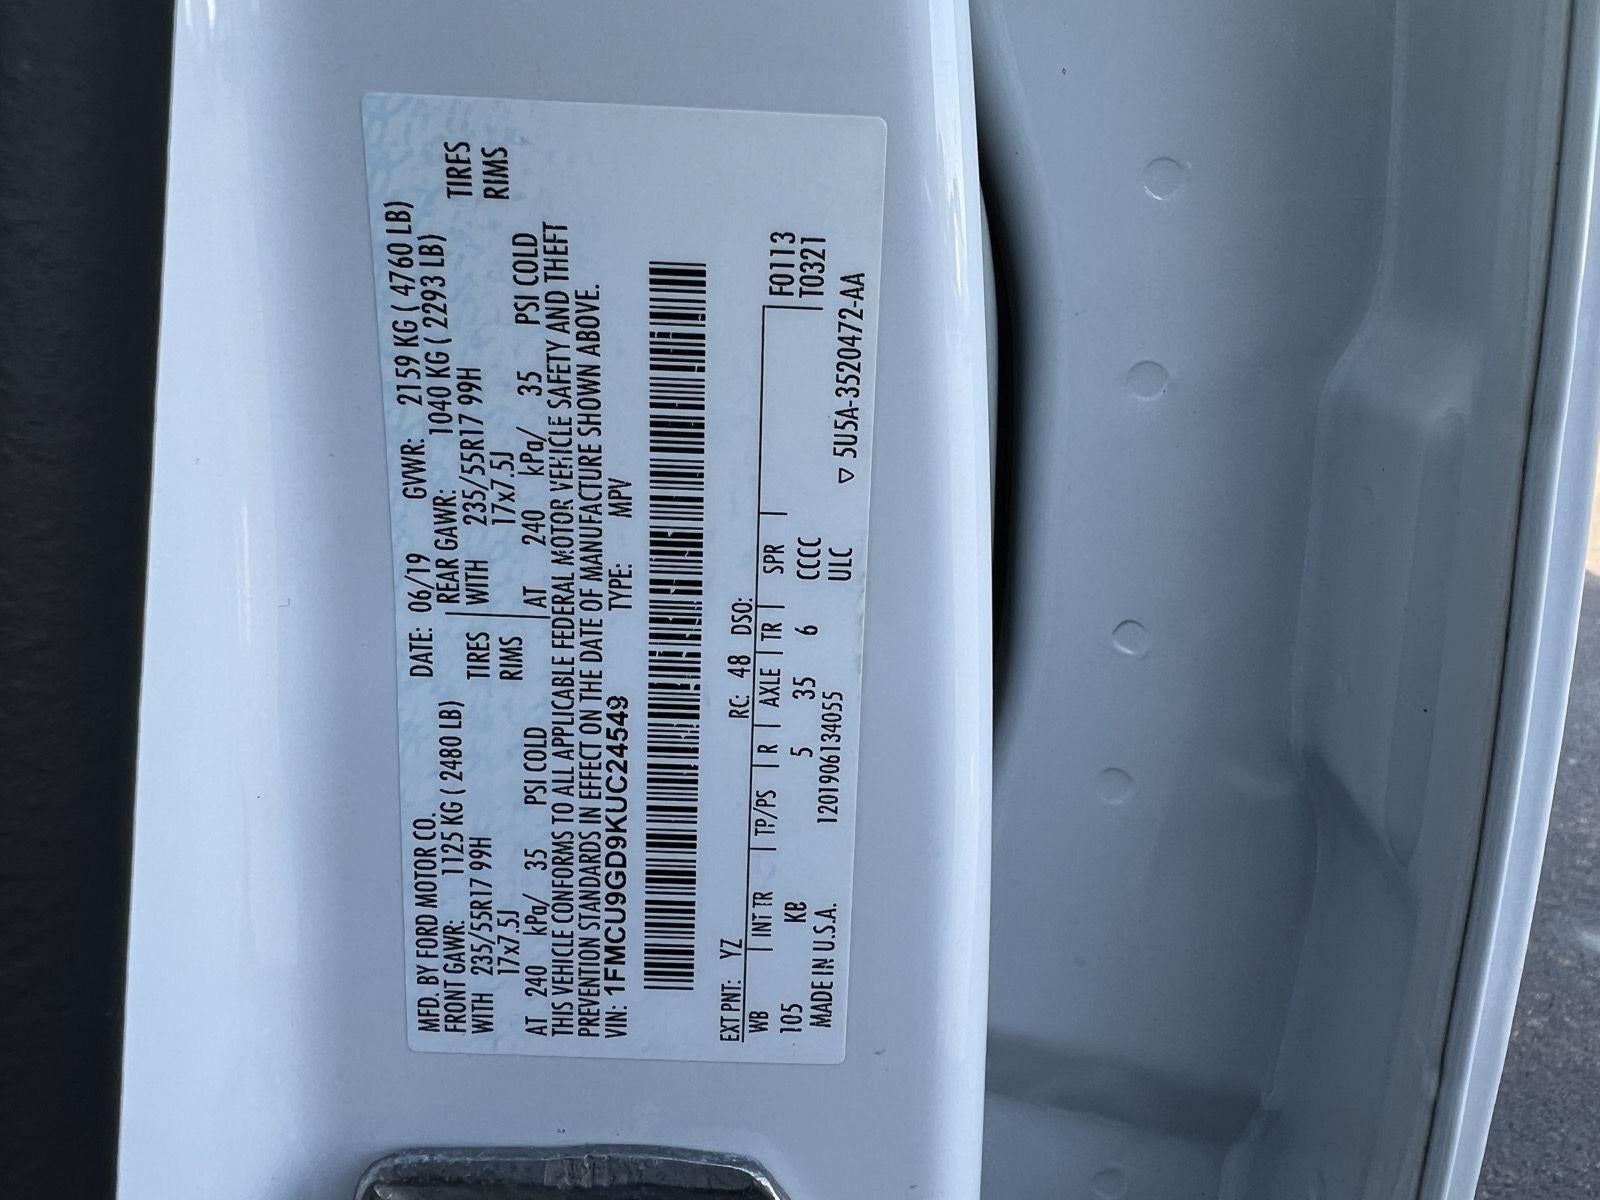 MFD. BY FORD MOTOR CO. DATE: 06/19 GVWR: 2159 KG ( 4760 LB)
FRONT GAWR: 1125 KG ( 2480 LB) REAR GAWR: 1040 KG ( 2293 LB)
WITH 235/55R17 99H TIRES WITH 235/55R17 99H TIRES
17x7.5J RIMS 17x7.5J RIMS
AT 240 kPa/ 35 PSI COLD AT 240 kPa/ 35 PSI COLD
THIS VEHICLE CONFORMS TO ALL APPLICABLE FEDERAL MOTOR VEHICLE SAFETY AND THEFT
PREVENTION STANDARDS IN EFFECT ON THE DATE OF MANUFACTURE SHOWN ABOVE.
VIN: 1FMCU9GD9KUC24549 TYPE: MPV
EXT PNT: YZ RC: 48 DSO:
WB | INT TR | TP/PS | R | AXLE | TR | SPR | F0113
105 KB 5 35 6 CCCC T0321
MADE IN U.S.A. 1201906134055 ULC
▽ 5U5A-3520472-AA